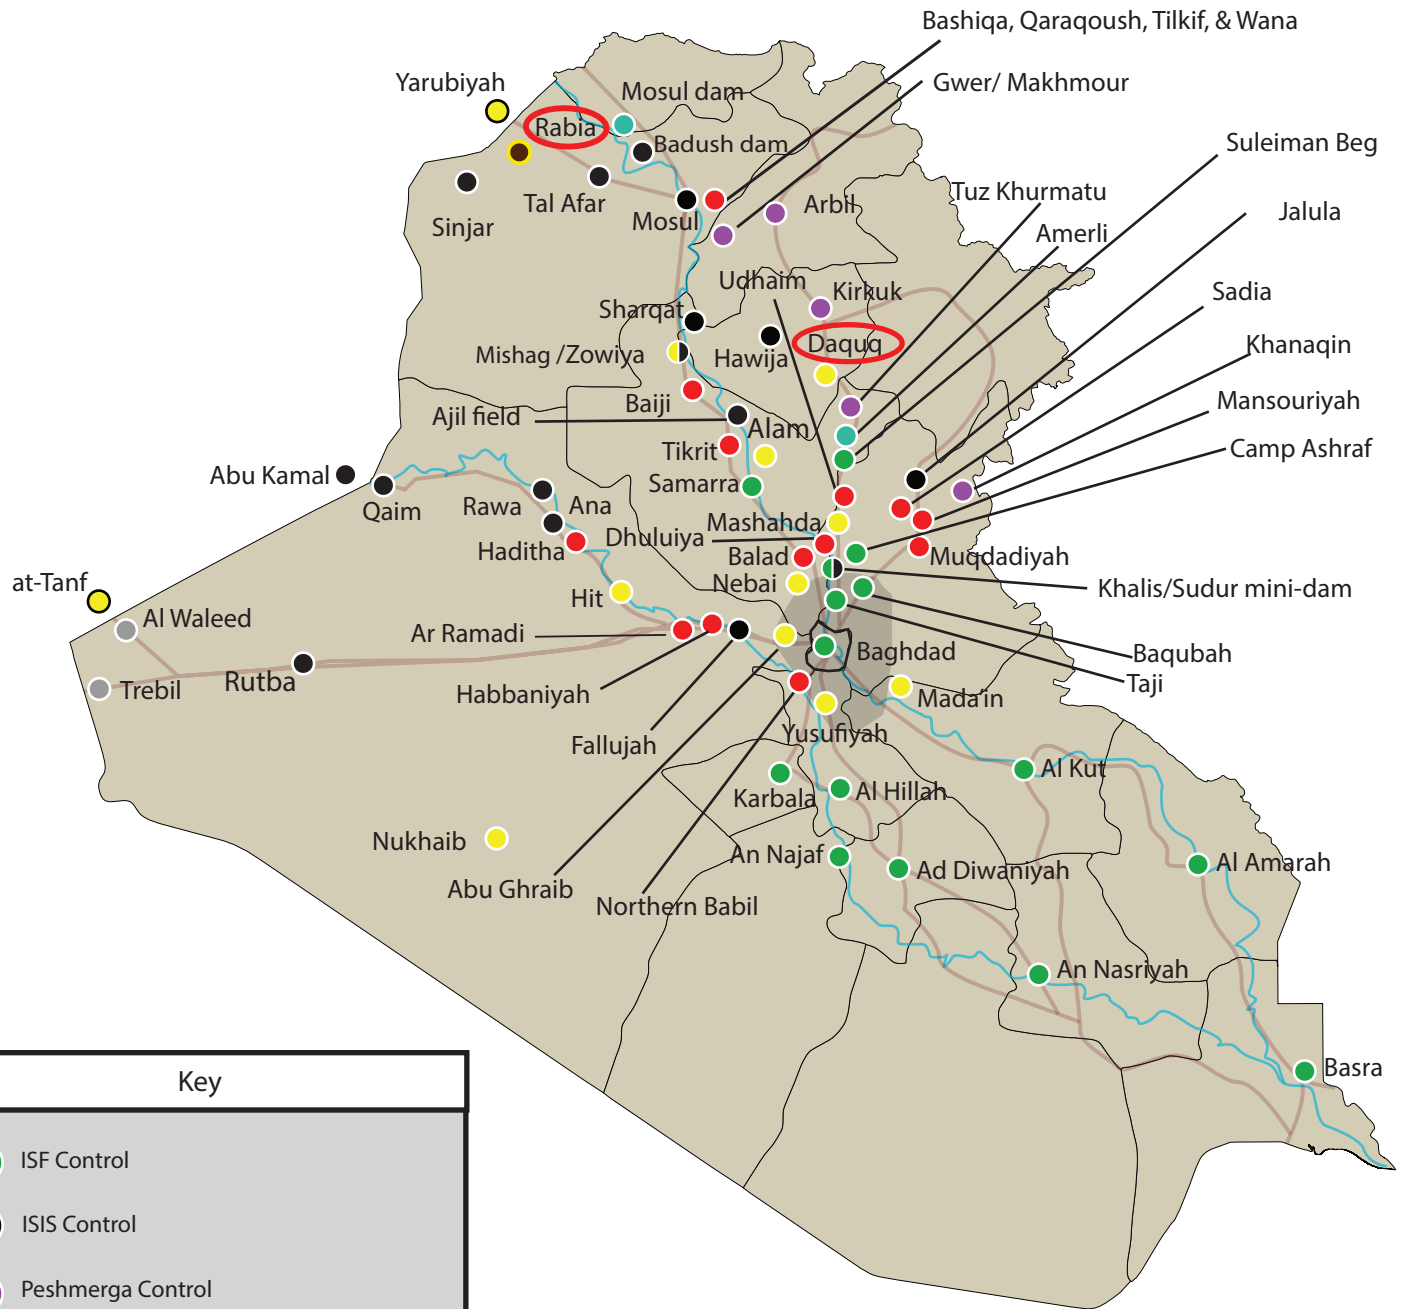 Bashiqa, Qaraqoush, Tilkif, & Wana
Yarubiyah
Mosul dam
Gwer/ Makhmour
Rabia
Badush dam
Suleiman Beg
Tal Afar
Sinjar
Mosul
Arbil
Tuz Khurmatu
Jalula
Amerli
Udhaim
Kirkuk
Sadia
Sharqat
Mishag /Zowiya
Hawija
Daquq
Khanaqin
Baiji
Mansouriyah
Ajil field
Alam
Tikrit
Camp Ashraf
Abu Kamal
Samarra
Qaim
Rawa
Ana
Mashahda
Haditha
Dhuluiya
Balad
Muqdadiyah
at-Tanf
Nebai
Khalis/Sudur mini-dam
Hit
Al Waleed
Ar Ramadi
Baghdad
Baqubah
Trebil
Rutba
Taji
Habbaniyah
Mada'in
Fallujah
Yusufiyah
Al Kut
Karbala
Al Hillah
Nukhaib
An Najaf
Ad Diwaniyah
Al Amarah
Abu Ghraib
Northern Babil
An Nasriyah
Basra
Key
ISF Control
ISIS Control
Peshmerga Control